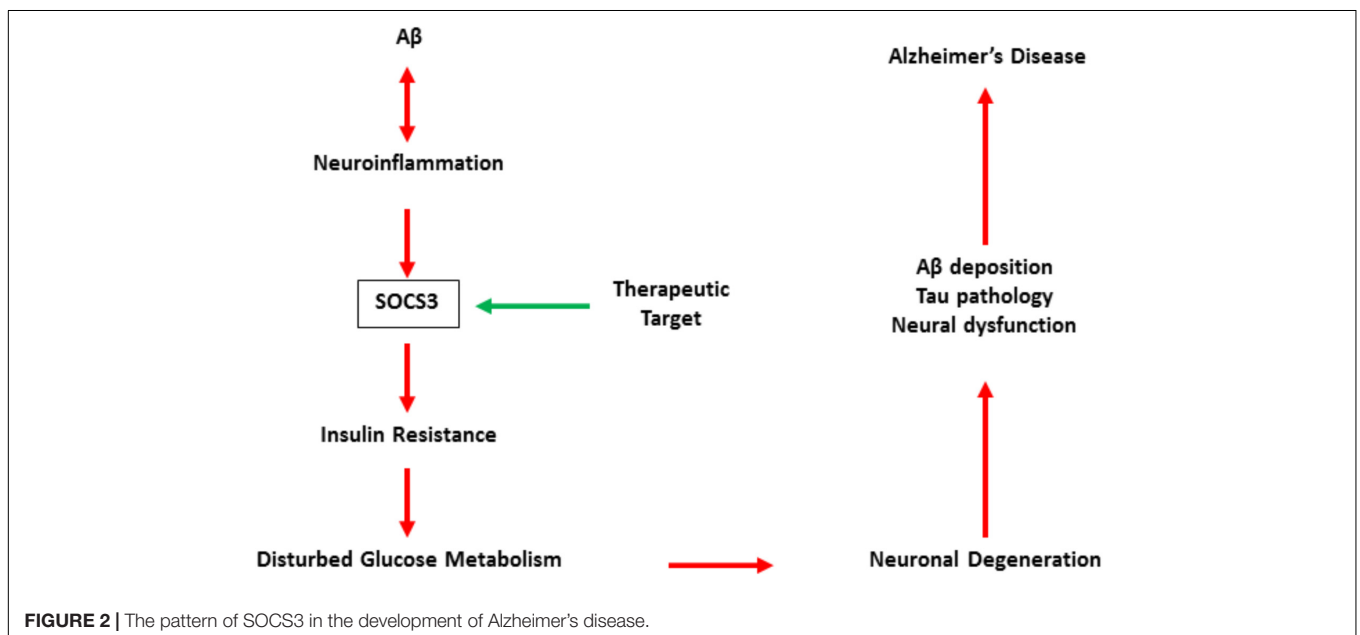 Aβ
Neuroinflammation
SOCS3
Therapeutic
Target
Insulin Resistance
Disturbed Glucose Metabolism
Neuronal Degeneration
Aβ deposition
Tau pathology
Neural dysfunction
Alzheimer's Disease
FIGURE 2 | The pattern of SOCS3 in the development of Alzheimer's disease.